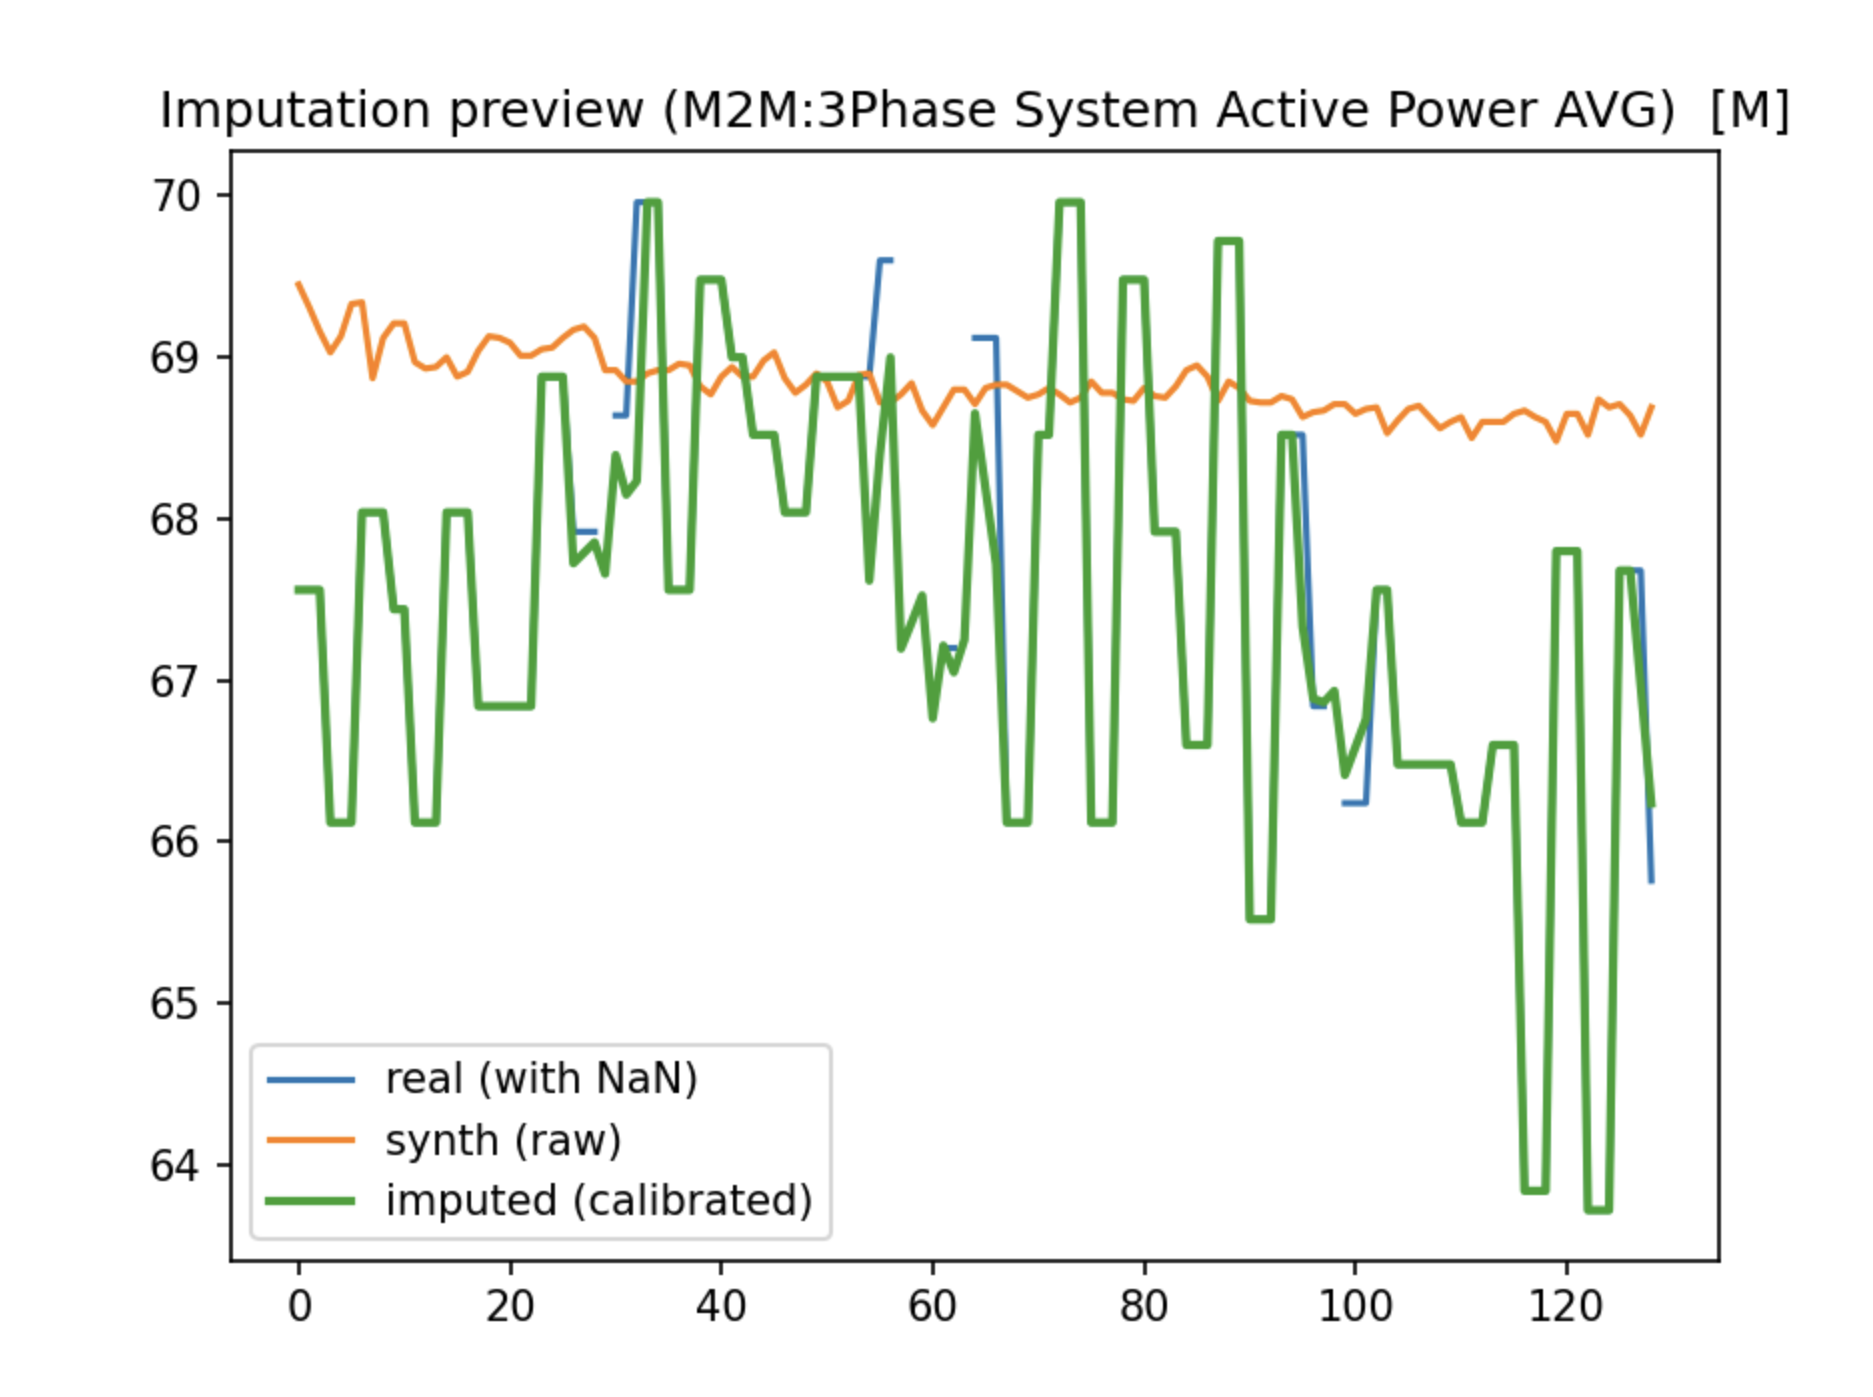 Imputation preview (M2M:3Phase System Active Power AVG) [M]
70
69
68
67
66
65
64
real (with NaN)
synth (raw)
imputed (calibrated)
0 20 40 60 80 100 120